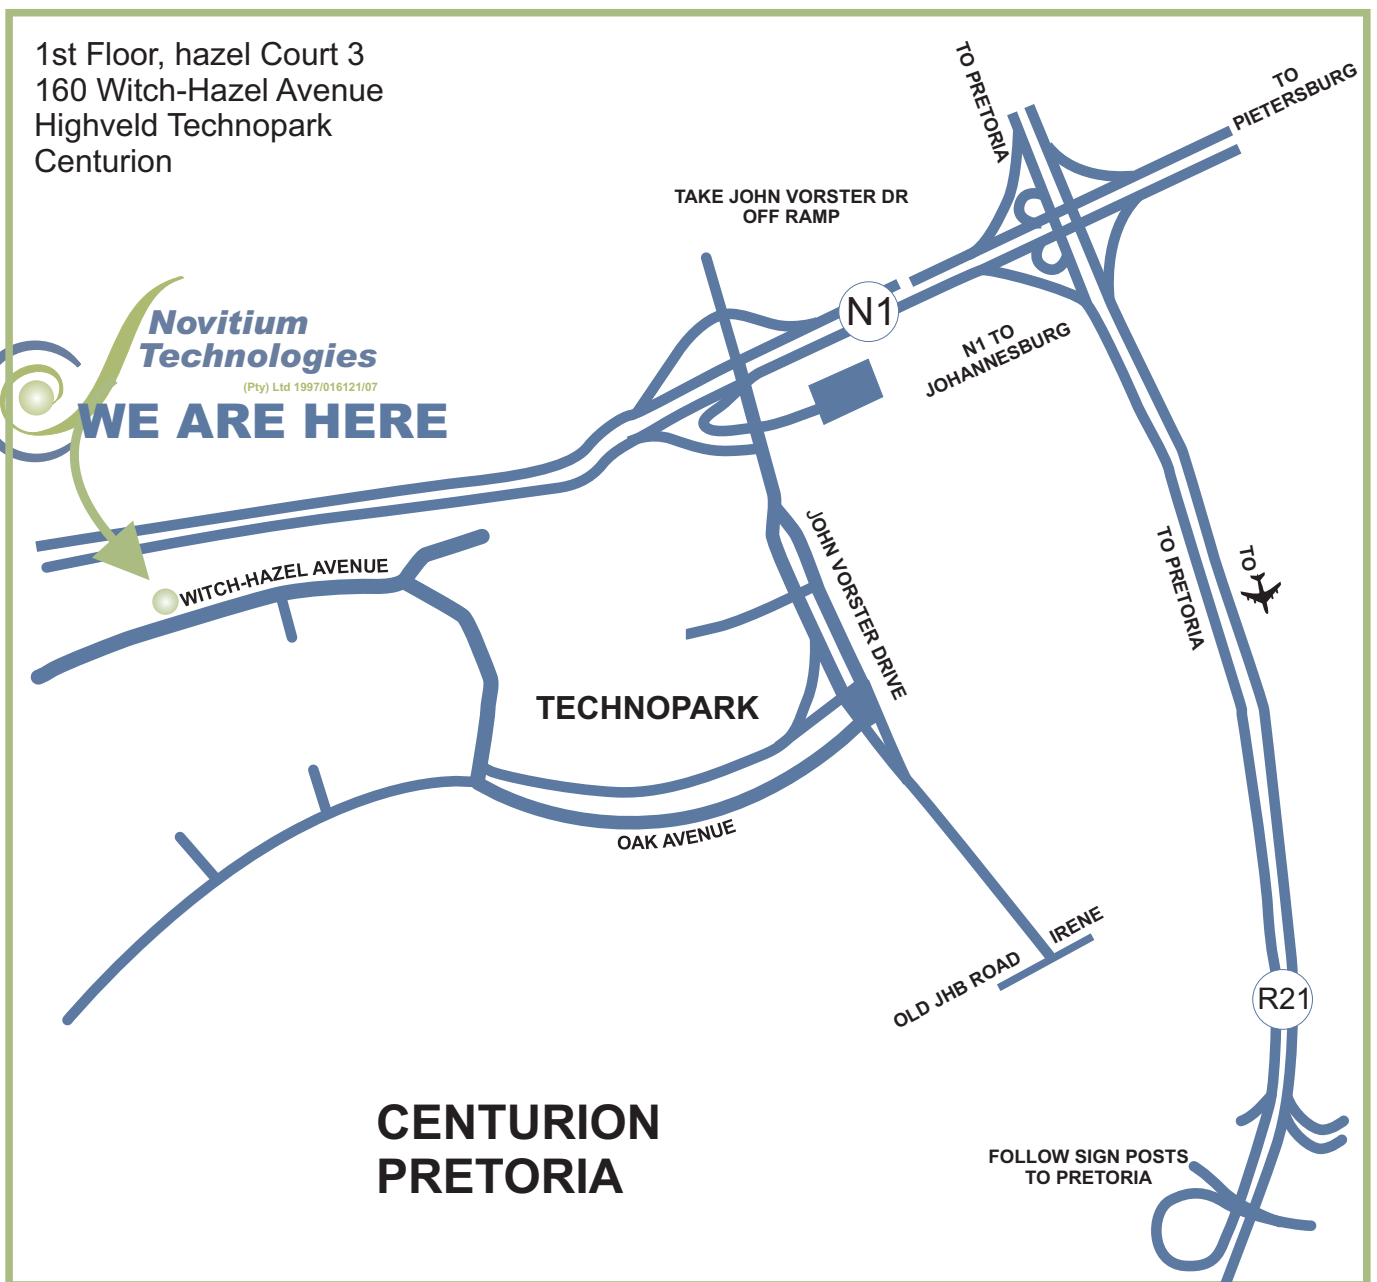 1st Floor, hazel Court 3
160 Witch-Hazel Avenue
Highveld Technopark
Centurion
TO PRETORIA
TO
PIETERSBURG
TAKE JOHN VORSTER DR
OFF RAMP
Novitium
Technologies
(Pty) Ltd 1997/016121/07
WE ARE HERE
N1
N1 TO
JOHANNESBURG
WITCH-HAZEL AVENUE
JOHN VORSTER DRIVE
TO PRETORIA
TO
TECHNOPARK
OAK AVENUE
OLD JHB ROAD
IRENE
R21
CENTURION
PRETORIA
FOLLOW SIGN POSTS
TO PRETORIA